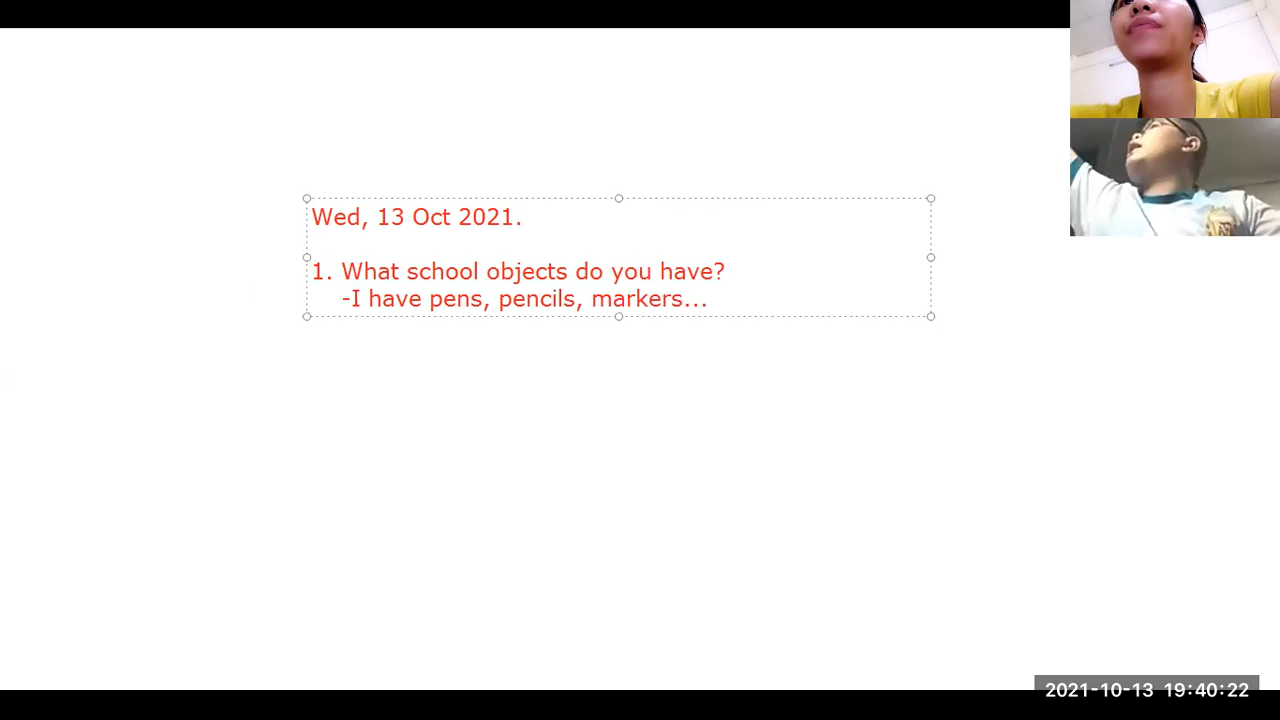 Wed, 13 Oct 2021.
1. What school objects do you have?
-I have pens, pencils, markers...
2021-10-13 19:40:22